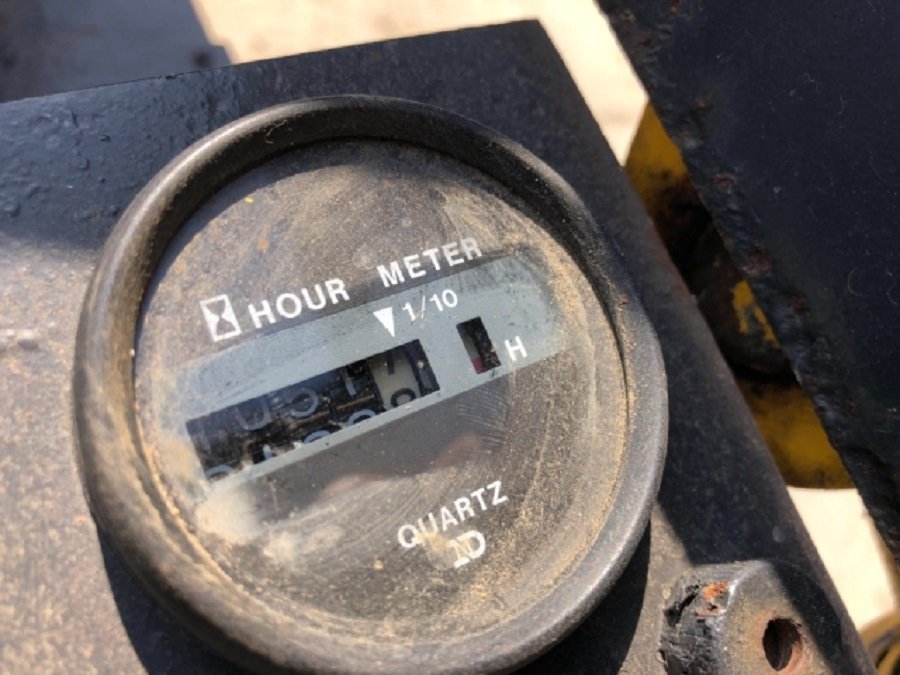 HOUR METER
1/10
H
QUARTZ